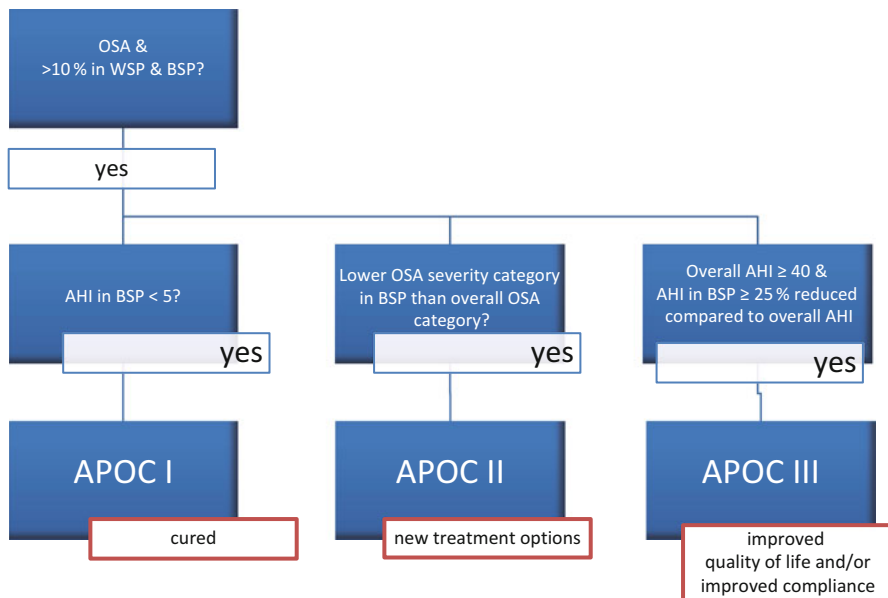 OSA &
>10 % in WSP & BSP?
yes
AHI in BSP < 5?
yes
Lower OSA severity category
in BSP than overall OSA
category?
yes
Overall AHI ≥ 40 &
AHI in BSP ≥ 25 % reduced
compared to overall AHI
yes
APOC I
cured
APOC II
new treatment options
APOC III
improved
quality of life and/or
improved compliance